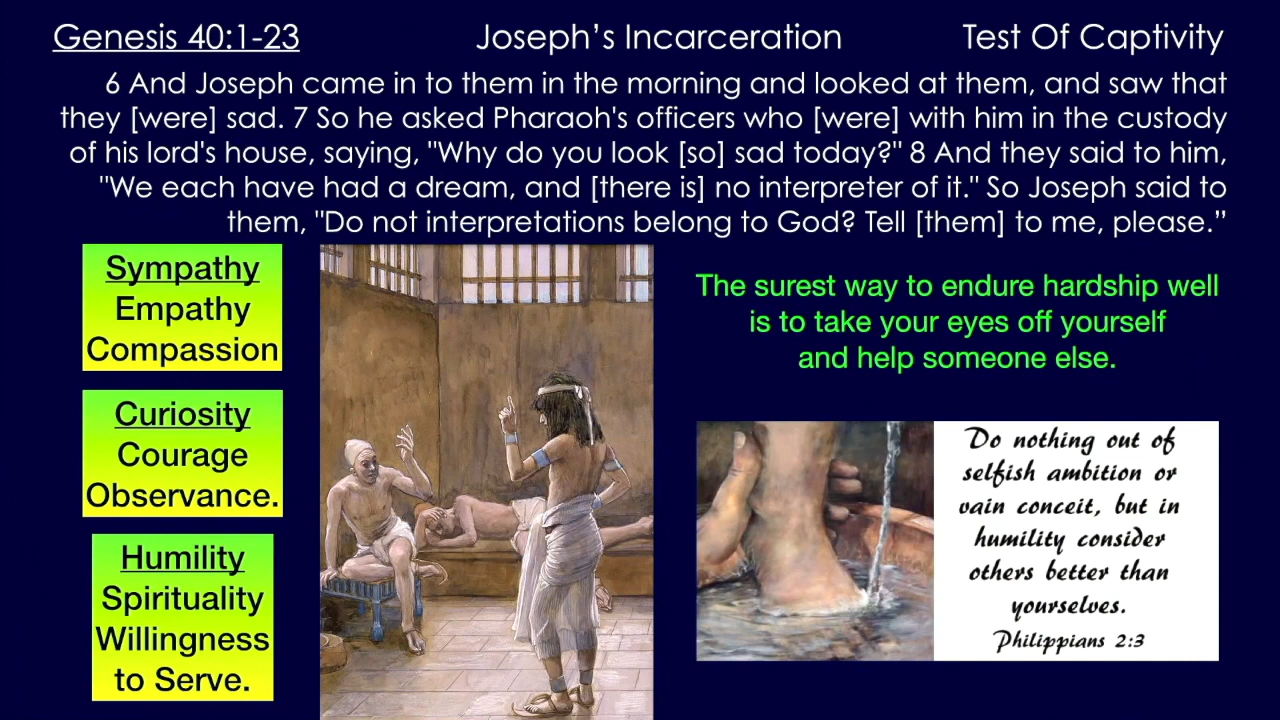 Genesis 40:1-23 Joseph’s Incarceration Test Of Captivity
6 And Joseph came in to them in the morning and looked at them, and saw that
they [were] sad. 7 So he asked Pharaoh's officers who [were] with him in the custody
of his lord's house, saying, "Why do you look [so] sad today?" 8 And they said to him,
"We each have had a dream, and [there is] no interpreter of it." So Joseph said to
them, "Do not interpretations belong to God? Tell [them] to me, please.”
Sympathy
Empathy
Compassion
Curiosity
Courage
Observance.
Humility
Spirituality
Willingness
to Serve.
The surest way to endure hardship well
is to take your eyes off yourself
and help someone else.
Do nothing out of
selfish ambition or
vain conceit, but in
humility consider
others better than
yourselves.
Philippians 2:3